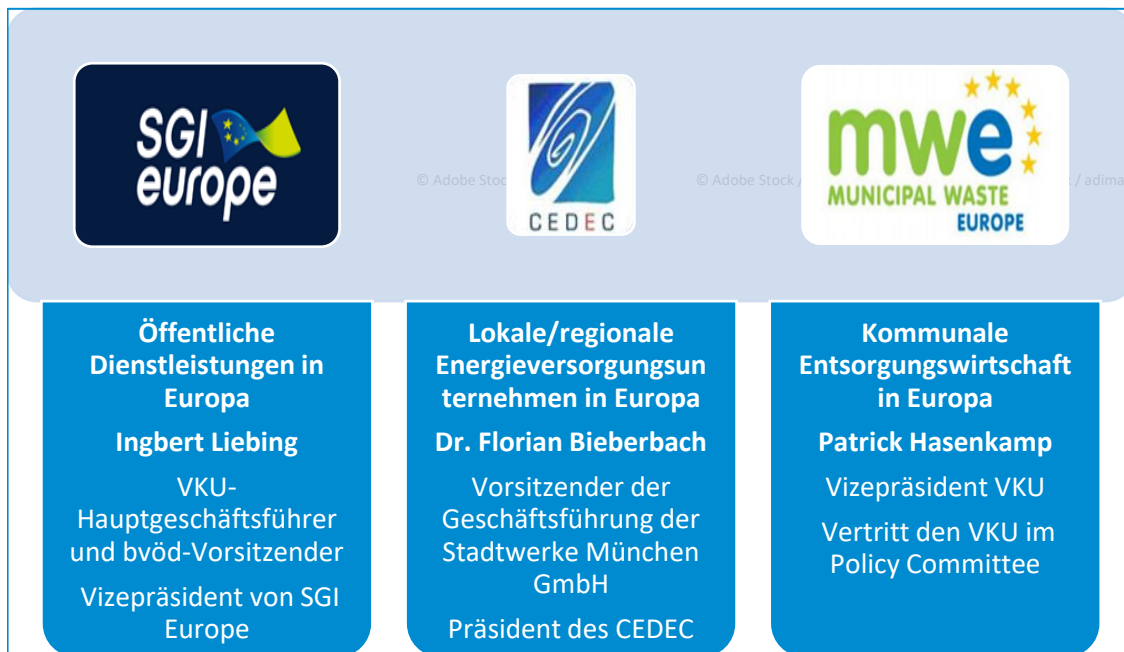 SGI
europe
CEDEC
mwe
MUNICIPAL WASTE
EUROPE
© Adobe Stoc
© Adobe Stock /
/ adima
Öffentliche
Dienstleistungen in
Europa
Ingbert Liebing
VKU-
Hauptgeschäftsführer
und bvöd-Vorsitzender
Vizepräsident von SGI
Europe
Lokale/regionale
Energieversorgungsun
ternehmen in Europa
Dr. Florian Bieberbach
Vorsitzender der
Geschäftsführung der
Stadtwerke München
GmbH
Präsident des CEDEC
Kommunale
Entsorgungswirtschaft
in Europa
Patrick Hasenkamp
Vizepräsident VKU
Vertritt den VKU im
Policy Committee